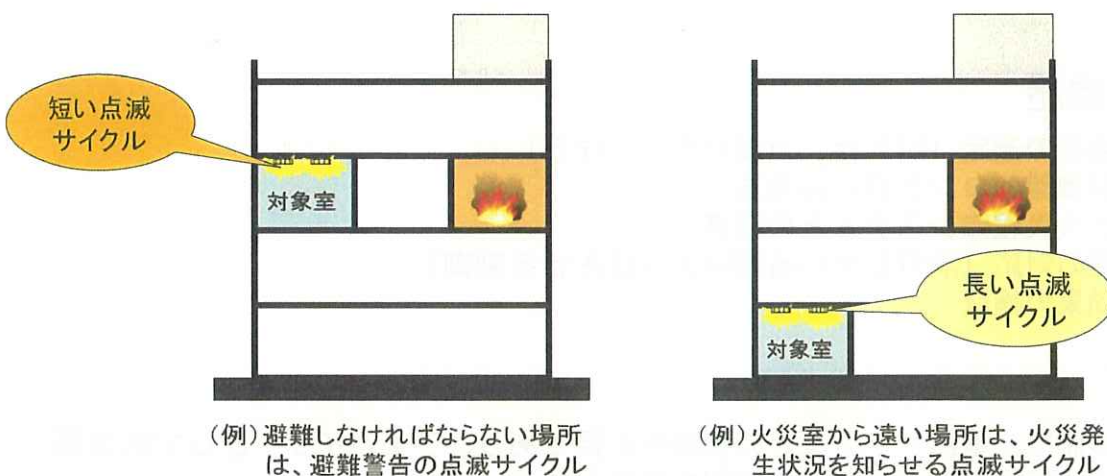 短い点滅
サイクル
対象室
(例)避難しなければならない場所
は、避難警告の点滅サイクル
長い点滅
サイクル
対象室
(例)火災室から遠い場所は、火災発
生状況を知らせる点滅サイクル